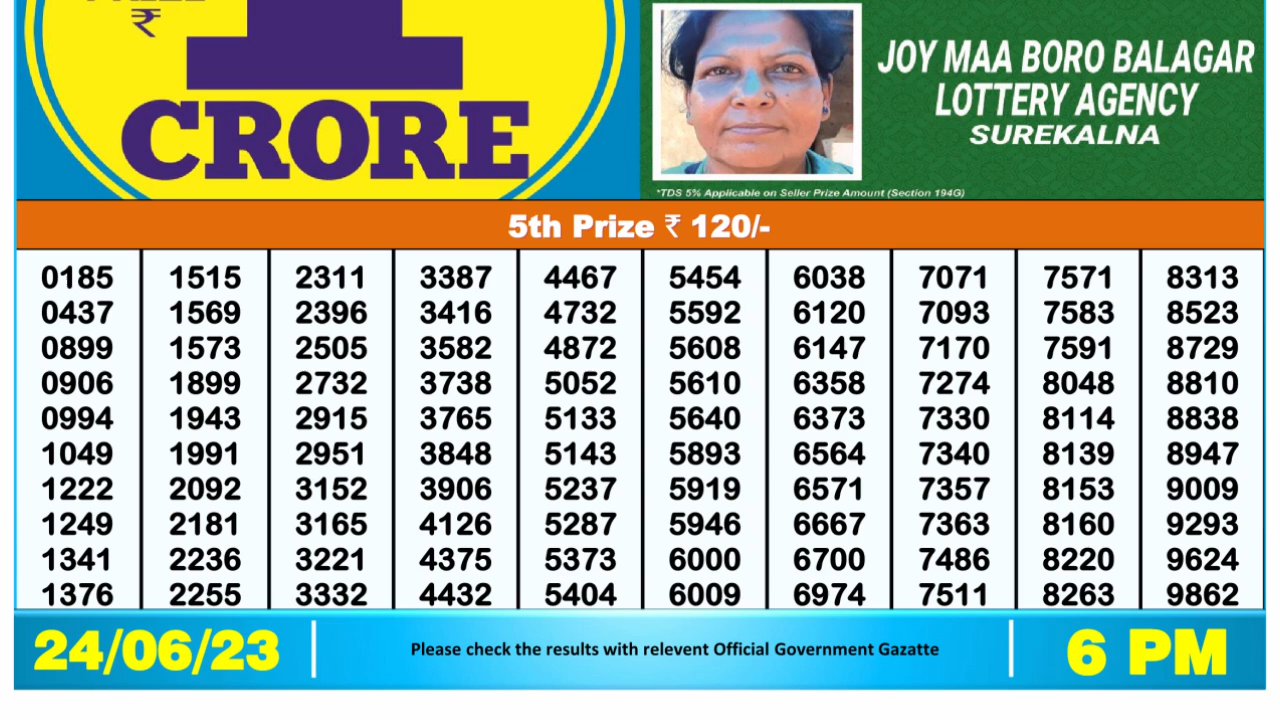 ₹
1
CRORE
JOY MAA BORO BALAGAR
LOTTERY AGENCY
SUREKALNA
*TDS 5% Applicable on Seller Prize Amount (Section 194G)
5th Prize ₹ 120/-
0185 1515 2311 3387 4467 5454 6038 7071 7571 8313
0437 1569 2396 3416 4732 5592 6120 7093 7583 8523
0899 1573 2505 3582 4872 5608 6147 7170 7591 8729
0906 1899 2732 3738 5052 5610 6358 7274 8048 8810
0994 1943 2915 3765 5133 5640 6373 7330 8114 8838
1049 1991 2951 3848 5143 5893 6564 7340 8139 8947
1222 2092 3152 3906 5237 5919 6571 7357 8153 9009
1249 2181 3165 4126 5287 5946 6667 7363 8160 9293
1341 2236 3221 4375 5373 6000 6700 7486 8220 9624
1376 2255 3332 4432 5404 6009 6974 7511 8263 9862
24/06/23 Please check the results with relevent Official Government Gazatte 6 PM